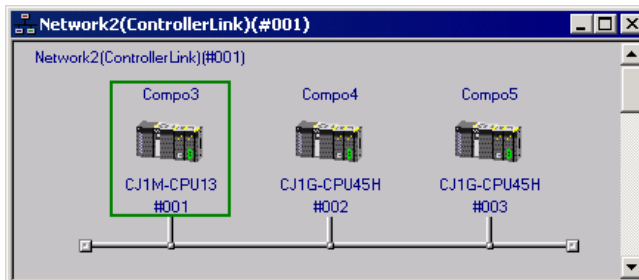 Network2(ControllerLink)(#001)
Network2(ControllerLink)(#001)
Compo3 Compo4 Compo5
CJ1M-CPU13 CJ1G-CPU45H CJ1G-CPU45H
#001 #002 #003